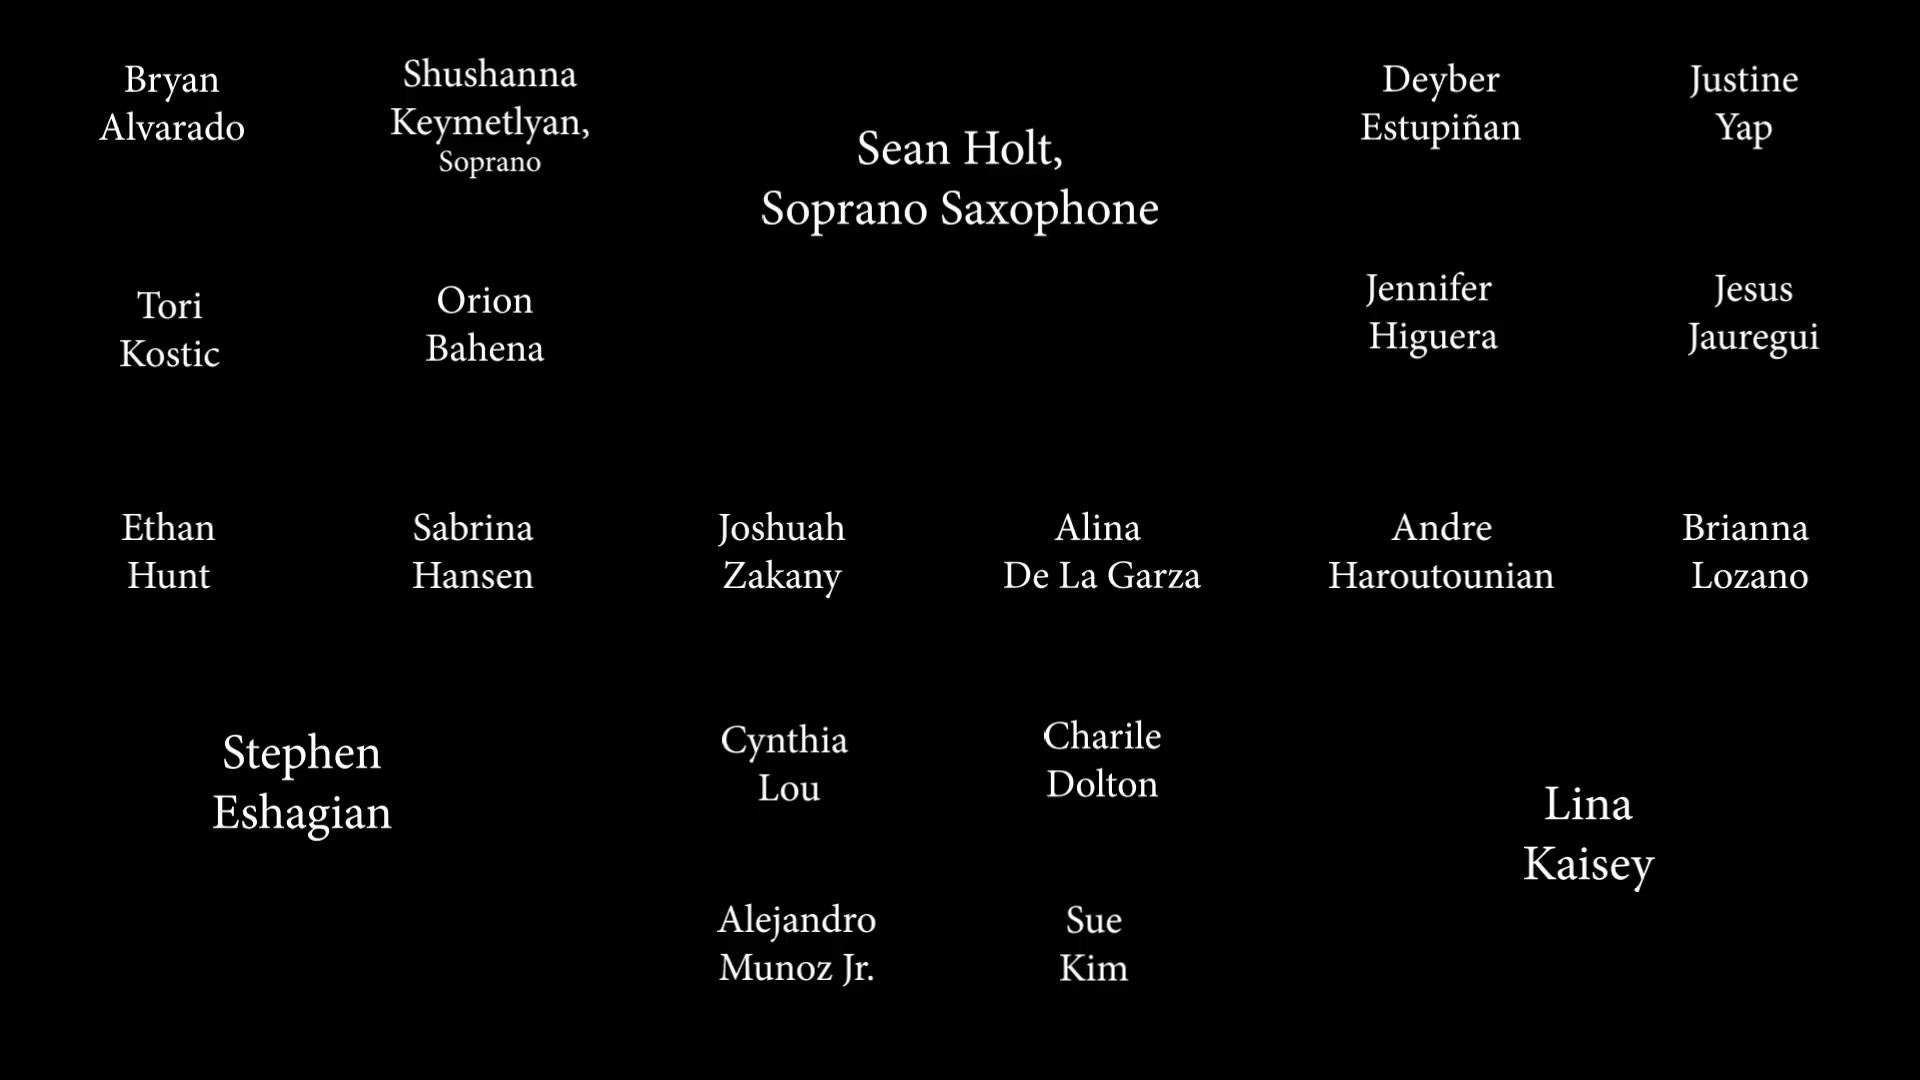 Bryan
Alvarado
Shushanna
Keymetlyan,
Soprano
Sean Holt,
Soprano Saxophone
Deyber
Estupiñan
Justine
Yap
Tori
Kostic
Orion
Bahena
Jennifer
Higuera
Jesus
Jauregui
Ethan
Hunt
Sabrina
Hansen
Joshuah
Zakany
Alina
De La Garza
Andre
Haroutounian
Brianna
Lozano
Stephen
Eshagian
Cynthia
Lou
Charile
Dolton
Lina
Kaisey
Alejandro
Munoz Jr.
Sue
Kim